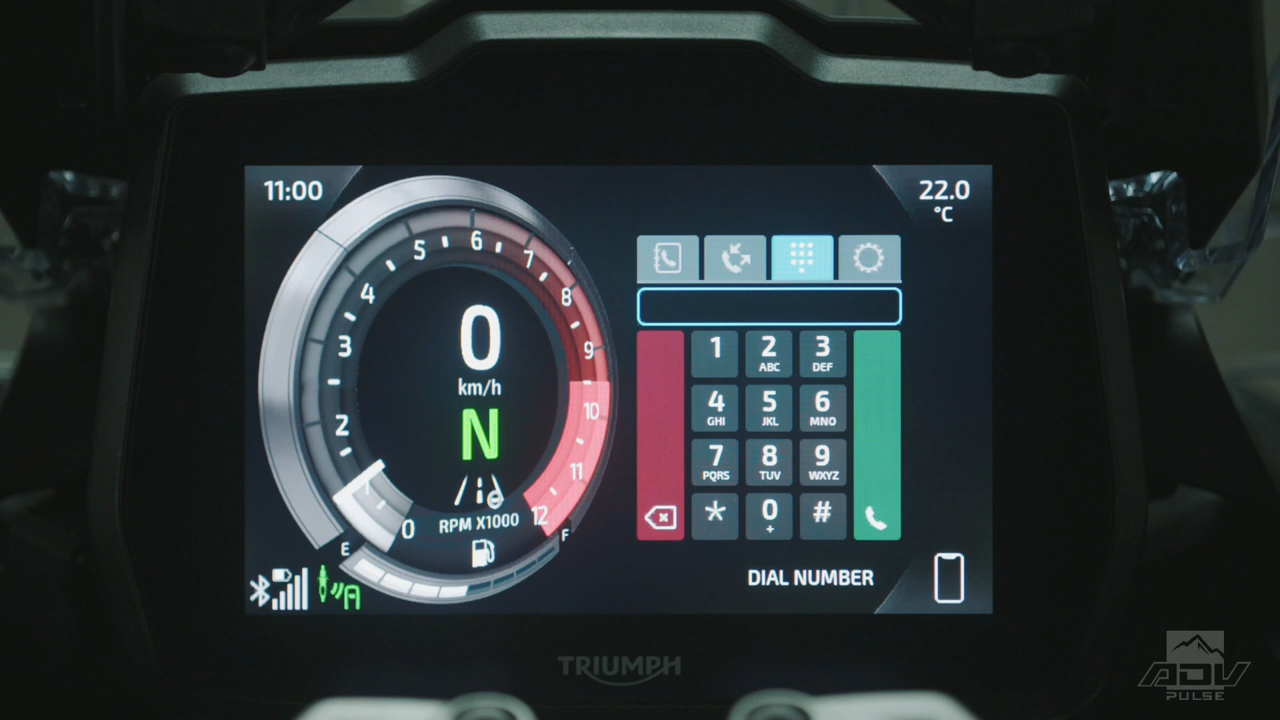 11:00
22.0
°C
0
1
2
3
4
5
6
7
8
9
10
11
12
0
km/h
N
RPM X1000
E
F
A
1
2
ABC
3
DEF
4
GHI
5
JKL
6
MNO
7
PQRS
8
TUV
9
WXYZ
*
0
+
#
DIAL NUMBER
TRIUMPH
ADV
PULSE